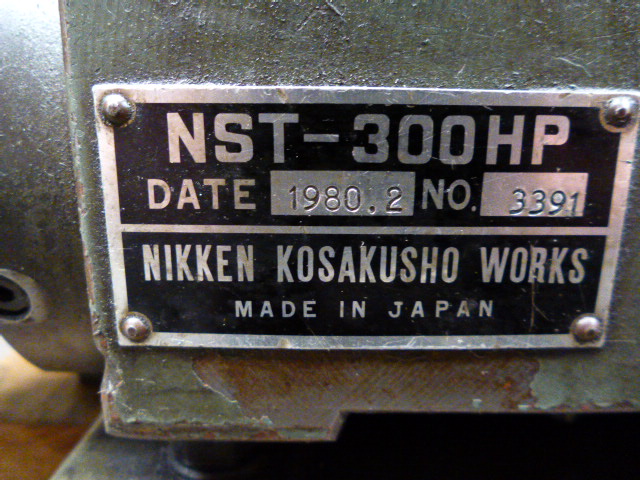 NST-300HP
DATE 1980.2 NO. 3391
NIKKEN KOSAKUSHO WORKS
MADE IN JAPAN